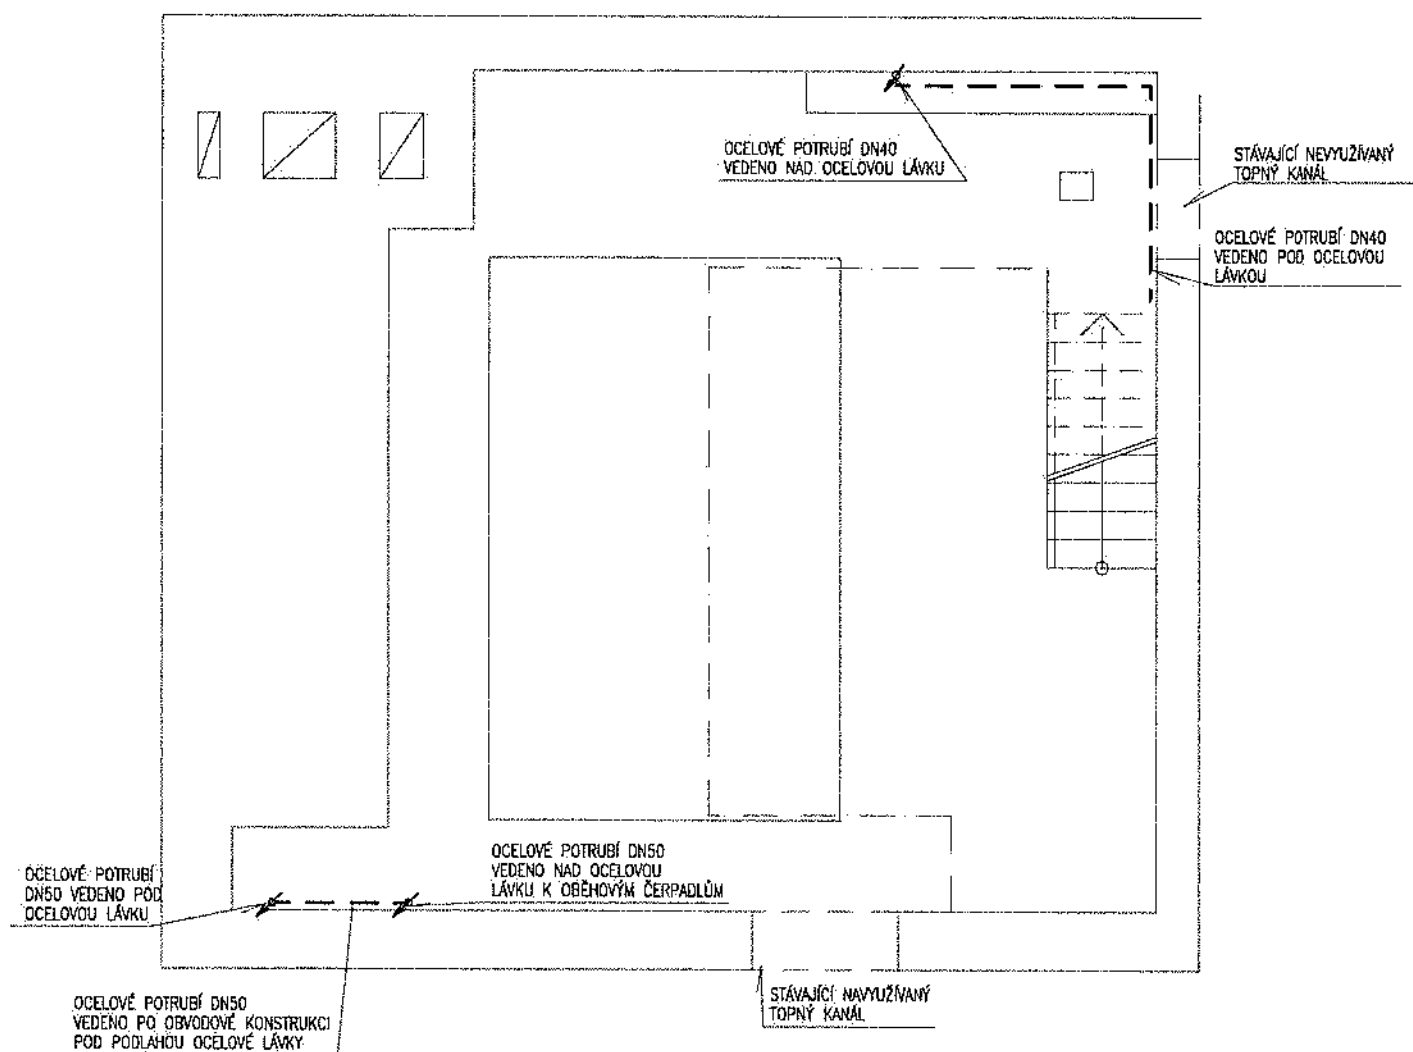 OCELOVÉ POTRUBÍ DN40
VEDENO NAD OCELOVOU LÁVKU
STÁVAJÍCÍ NEVYUŽÍVANÝ
TOPNÝ KANÁL
OCELOVÉ POTRUBÍ DN40
VEDENO POD OCELOVOU
LÁVKOU
OCELOVÉ POTRUBÍ DN50
VEDENO NAD OCELOVOU
LÁVKU K OBĚHOVÝM ČERPADLŮM
OCELOVÉ POTRUBÍ
DN50 VEDENO POD
OCELOVOU LÁVKU
STÁVAJÍCÍ NAVYUŽÍVANÝ
TOPNÝ KANÁL
OCELOVÉ POTRUBÍ DN50
VEDENO PO OBVODOVÉ KONSTRUKCI
POD PODLAHOU OCELOVÉ LÁVKY